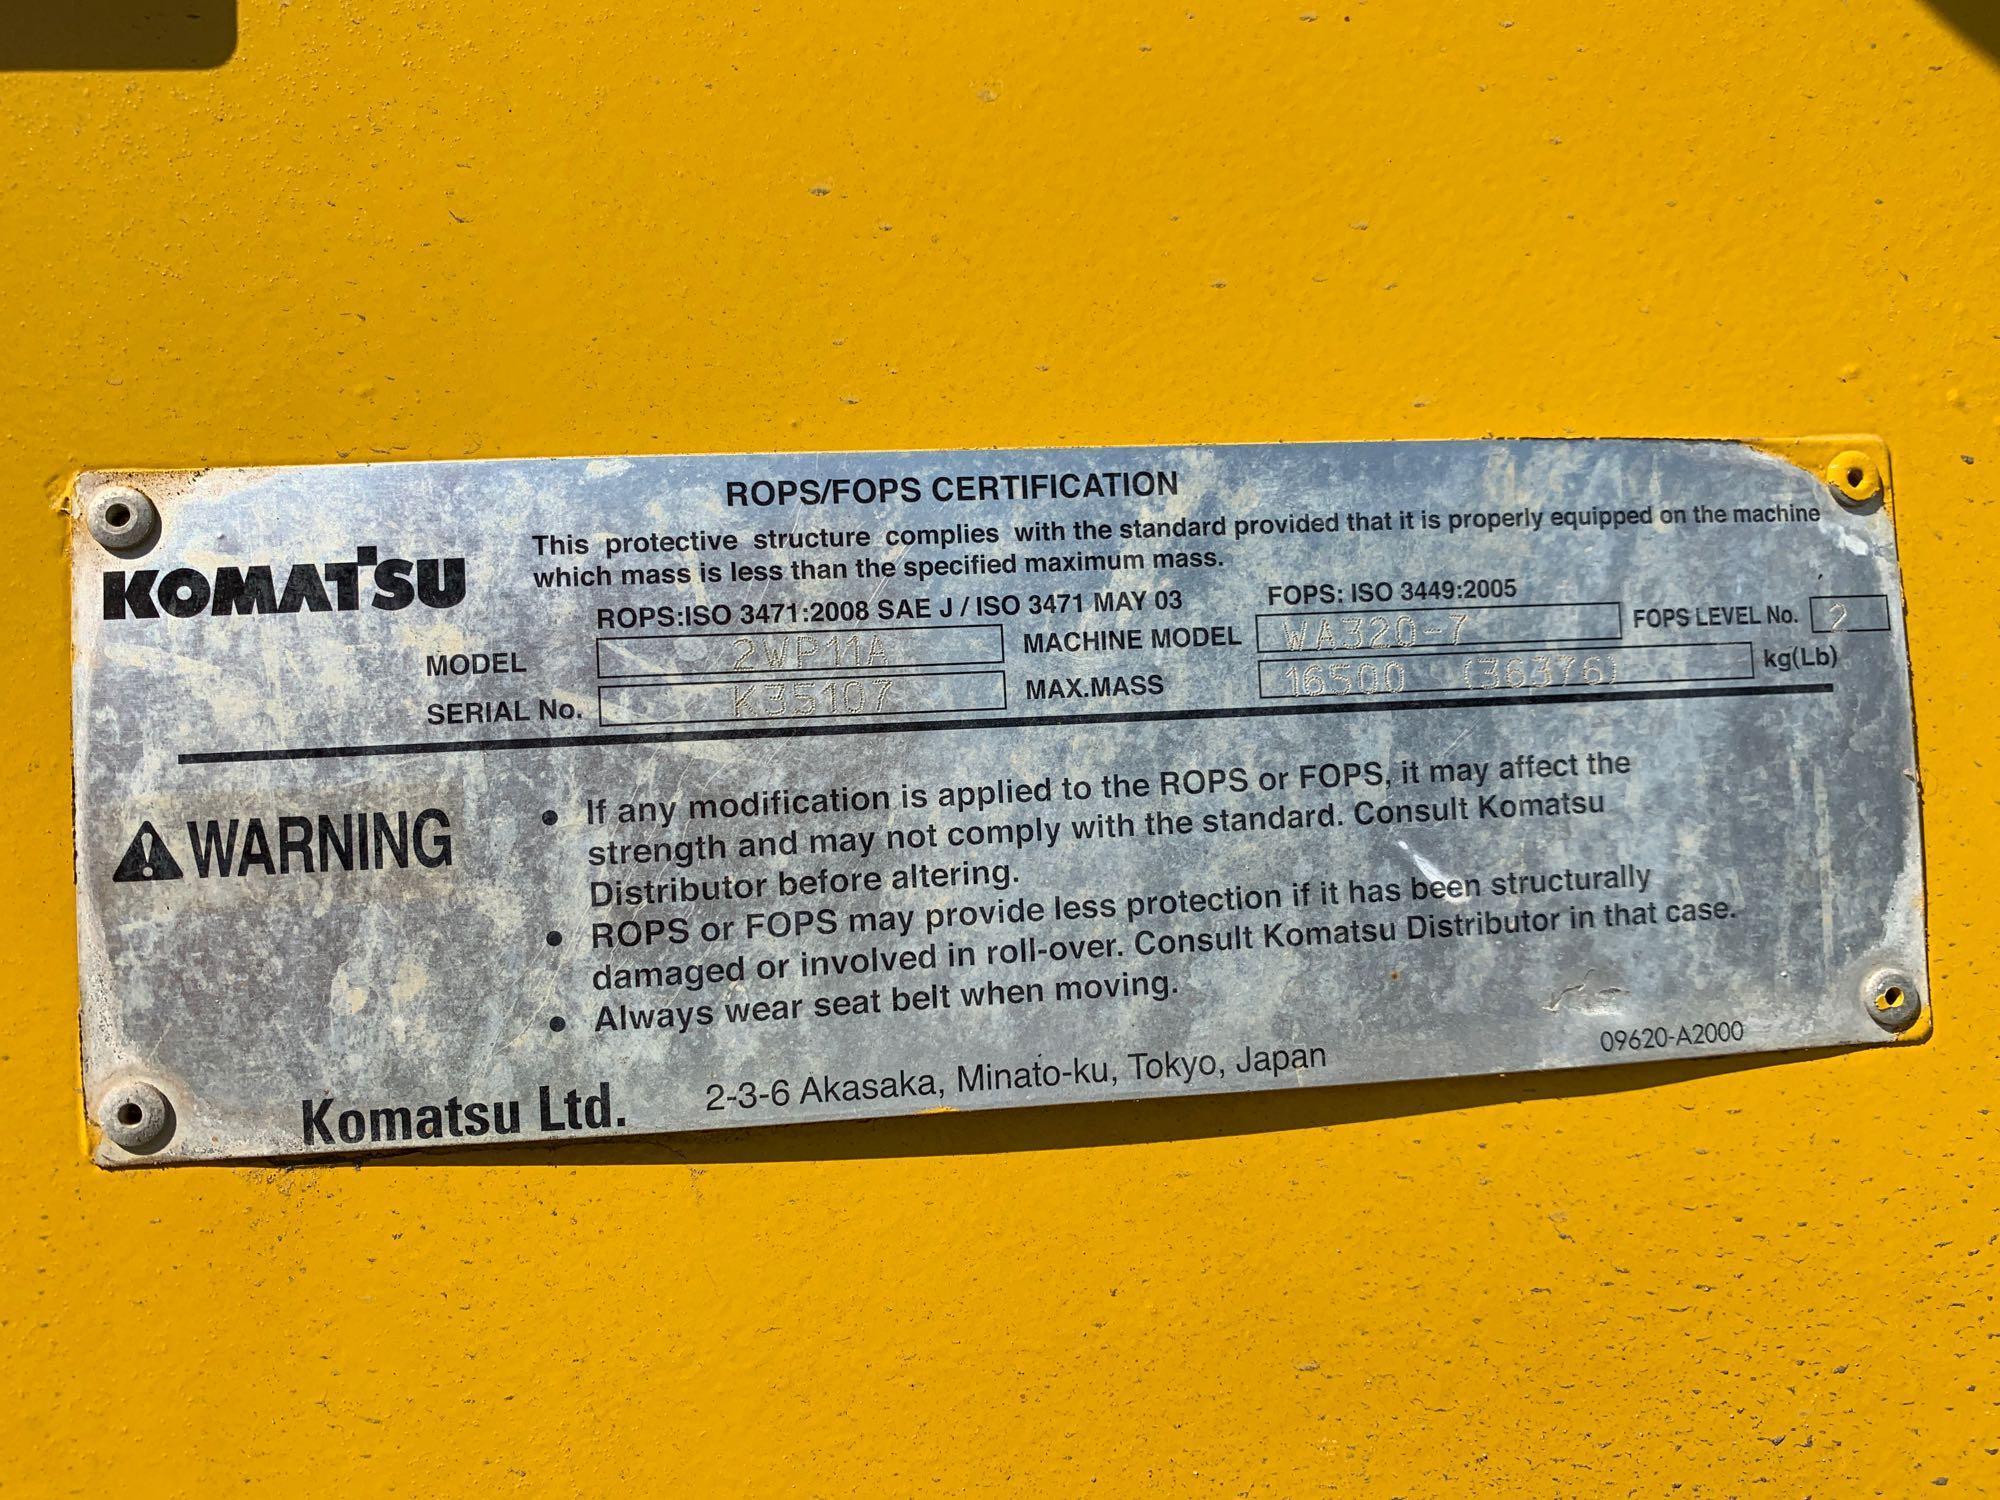 ROPS/FOPS CERTIFICATION
KOMATSU
This protective structure complies with the standard provided that it is properly equipped on the machine
which mass is less than the specified maximum mass.
ROPS:ISO 3471:2008 SAE J / ISO 3471 MAY 03 FOPS: ISO 3449:2005
MODEL 2WP11A MACHINE MODEL WA320-7 FOPS LEVEL No. 2
SERIAL No. K35107 MAX.MASS 16500 (36376) kg(Lb)
WARNING
• If any modification is applied to the ROPS or FOPS, it may affect the
strength and may not comply with the standard. Consult Komatsu
Distributor before altering.
• ROPS or FOPS may provide less protection if it has been structurally
damaged or involved in roll-over. Consult Komatsu Distributor in that case.
• Always wear seat belt when moving.
09620-A2000
Komatsu Ltd. 2-3-6 Akasaka, Minato-ku, Tokyo, Japan